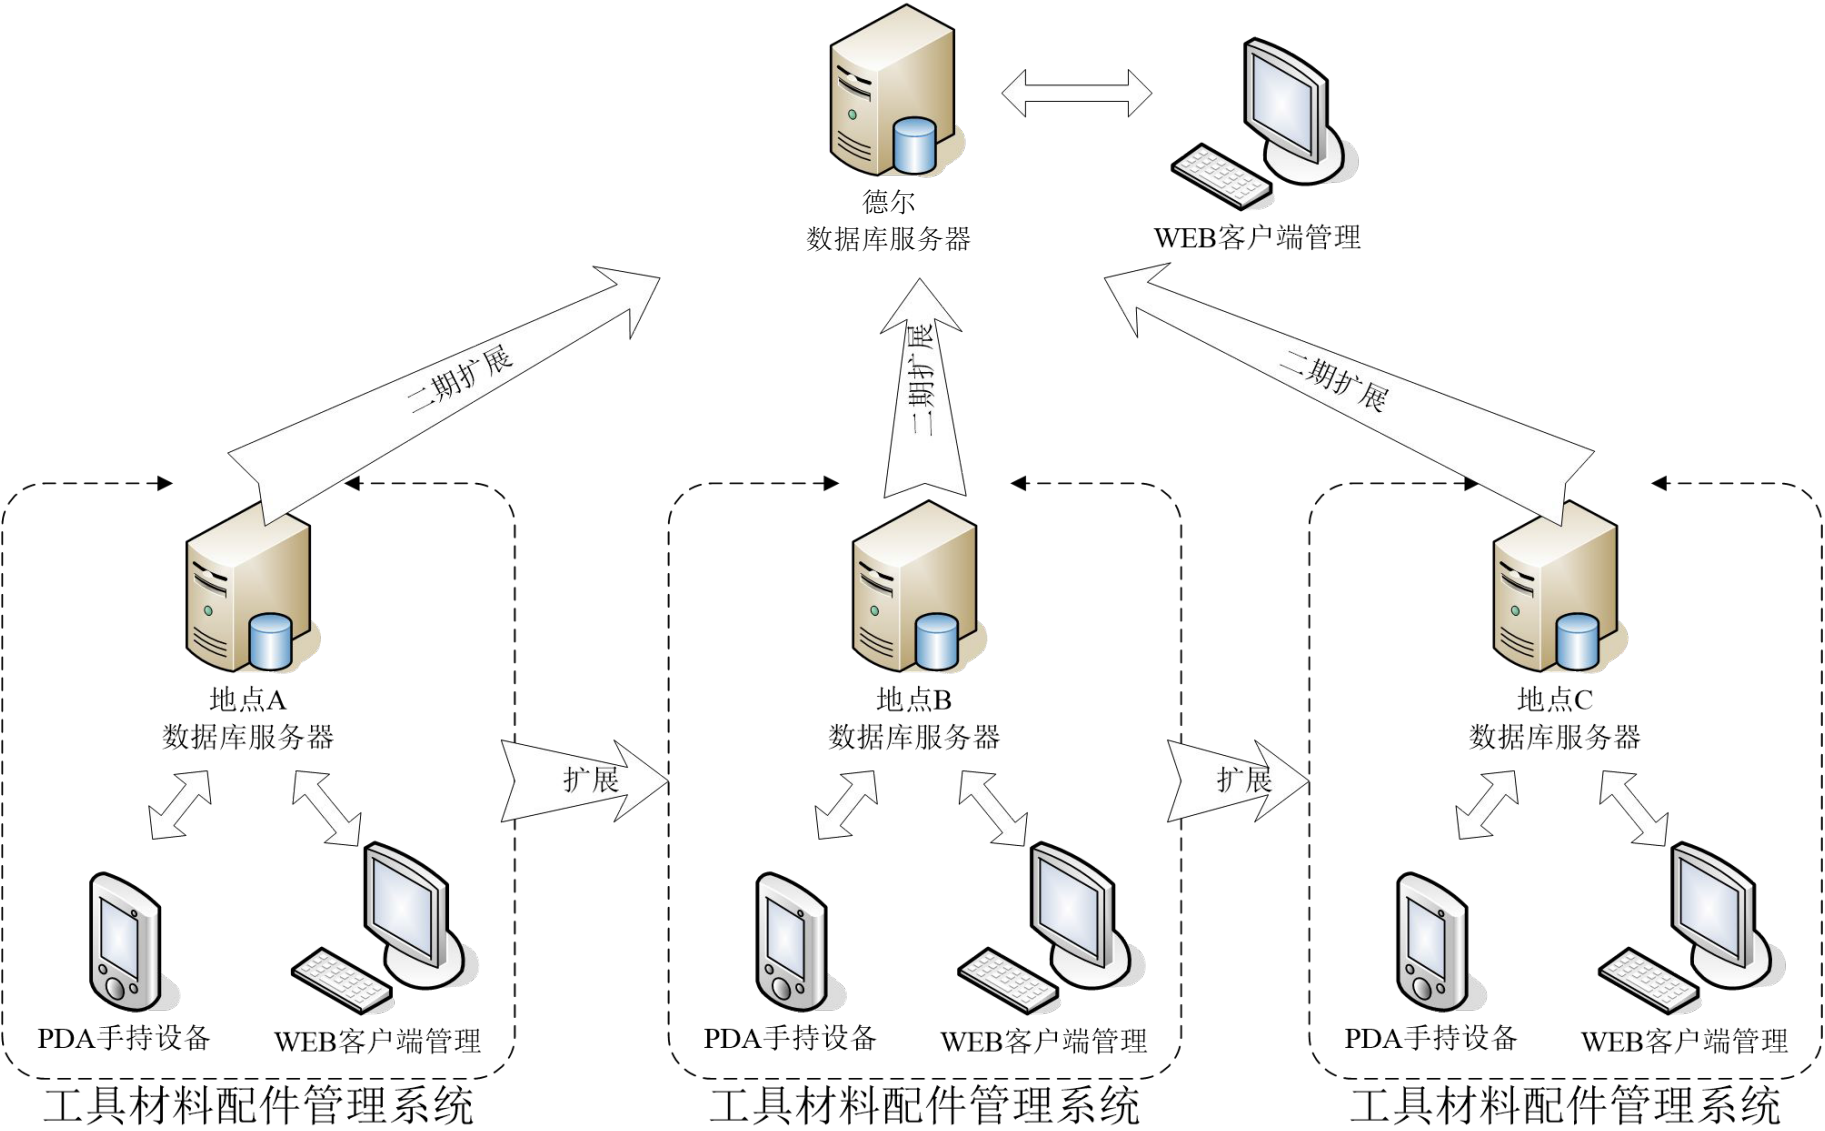 德尔
数据库服务器
WEB客户端管理
二期扩展
二期扩展
二期扩展
地点A
数据库服务器
地点B
数据库服务器
地点C
数据库服务器
扩展
扩展
PDA手持设备
WEB客户端管理
PDA手持设备
WEB客户端管理
PDA手持设备
WEB客户端管理
工具材料配件管理系统
工具材料配件管理系统
工具材料配件管理系统